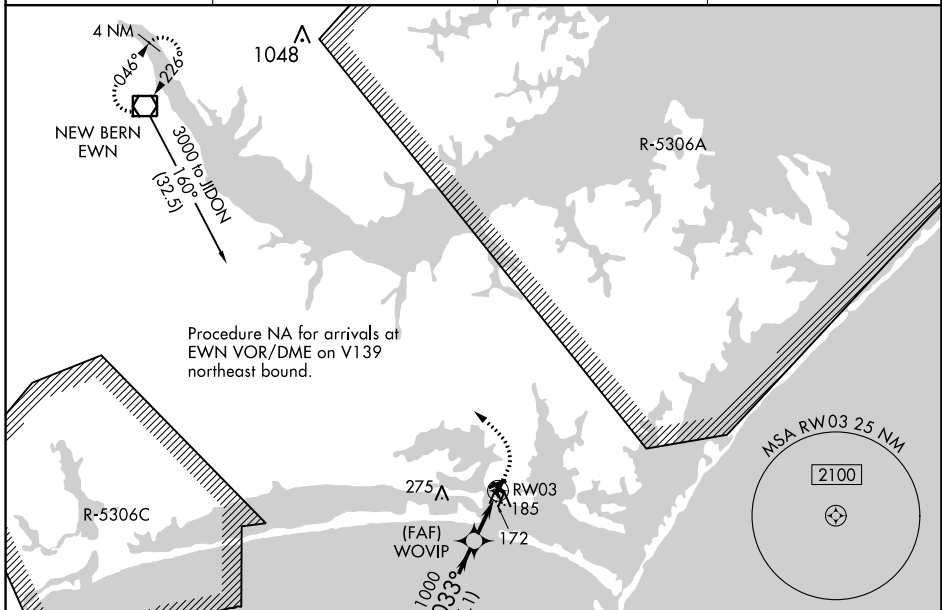 4 NM
046°
226°
1048
NEW BERN
EWN
3000 to JIDON
160°
(32.5)
R-5306A
Procedure NA for arrivals at
EWN VOR/DME on V139
northeast bound.
MSA RW03 25 NM
2100
275
RW03
185
R-5306C
(FAF)
WOVIP
172
1000
033°